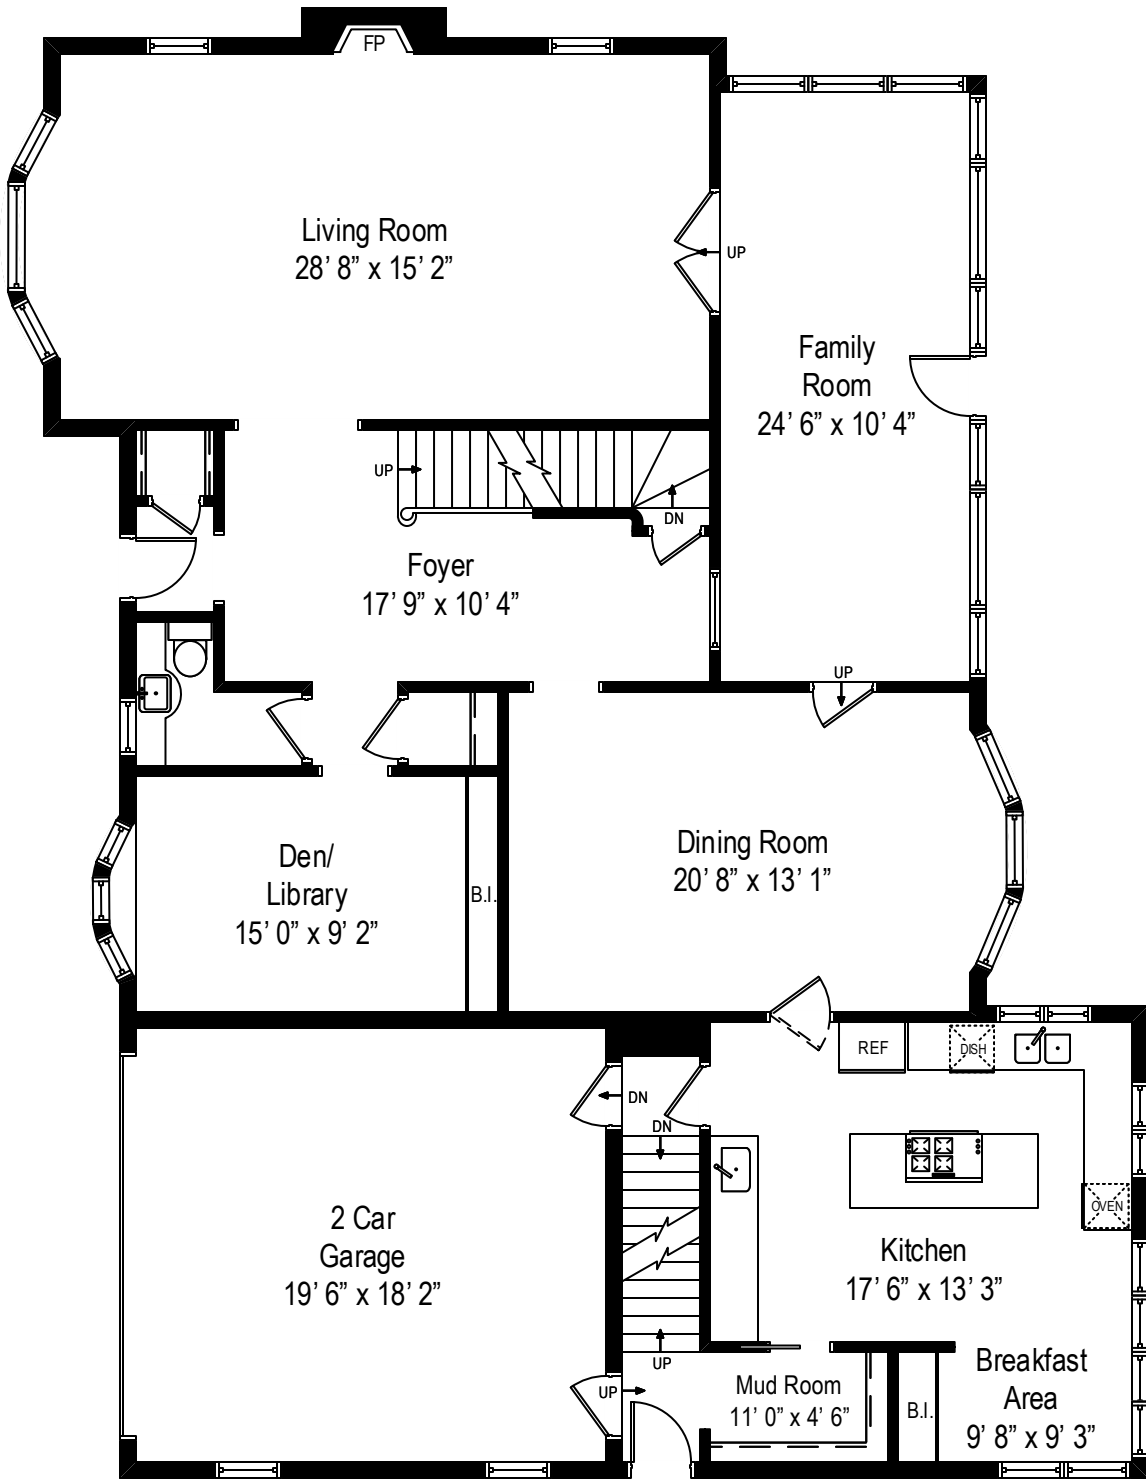 FP
Living Room
28’ 8” x 15’ 2”
UP
Family
Room
24’ 6” x 10’ 4”
UP
DN
Foyer
17’ 9” x 10’ 4”
UP
Dining Room
20’ 8” x 13’ 1”
Den/
Library
15’ 0” x 9’ 2”
B.I.
REF
DISH
DN
DN
OVEN
2 Car
Garage
19’ 6” x 18’ 2”
Kitchen
17’ 6” x 13’ 3”
UP
UP
Mud Room
11’ 0” x 4’ 6”
B.I.
Breakfast
Area
9’ 8” x 9’ 3”